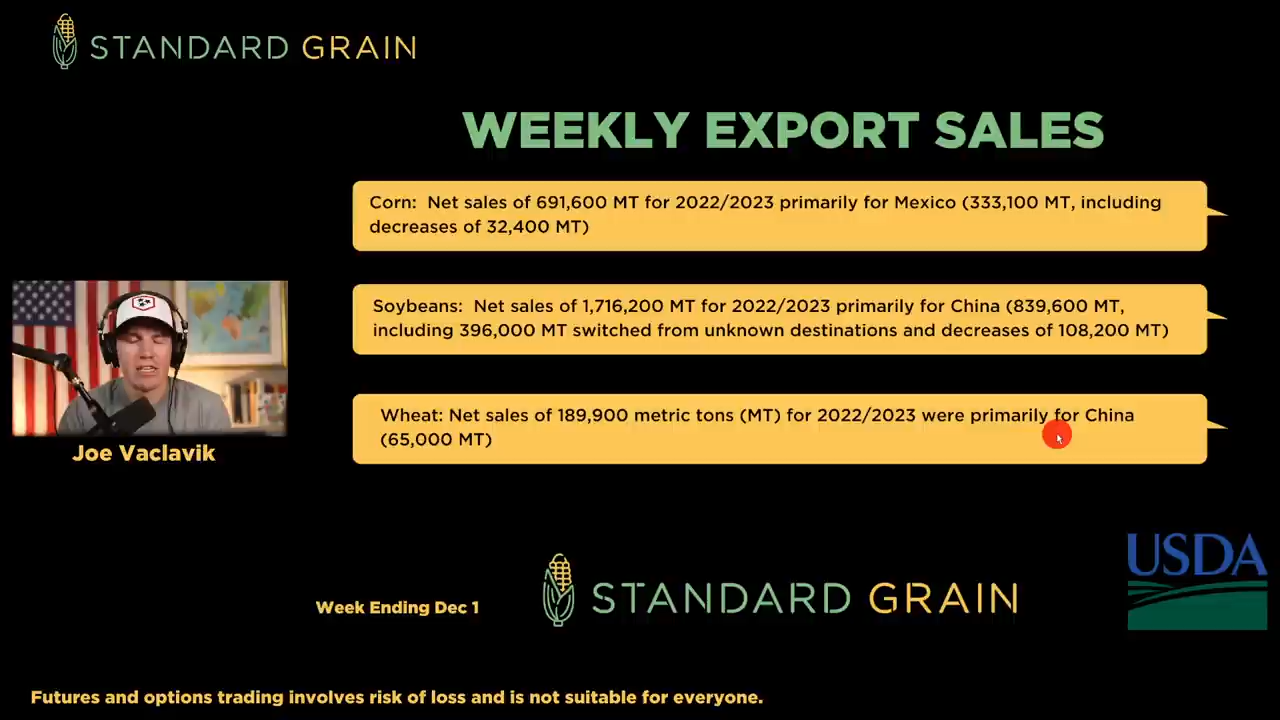 STANDARD GRAIN
WEEKLY EXPORT SALES
Corn:  Net sales of 691,600 MT for 2022/2023 primarily for Mexico (333,100 MT, including
decreases of 32,400 MT)
Soybeans:  Net sales of 1,716,200 MT for 2022/2023 primarily for China (839,600 MT,
including 396,000 MT switched from unknown destinations and decreases of 108,200 MT)
Wheat: Net sales of 189,900 metric tons (MT) for 2022/2023 were primarily for China
(65,000 MT)
Joe Vaclavik
Week Ending Dec 1
STANDARD GRAIN
USDA
Futures and options trading involves risk of loss and is not suitable for everyone.